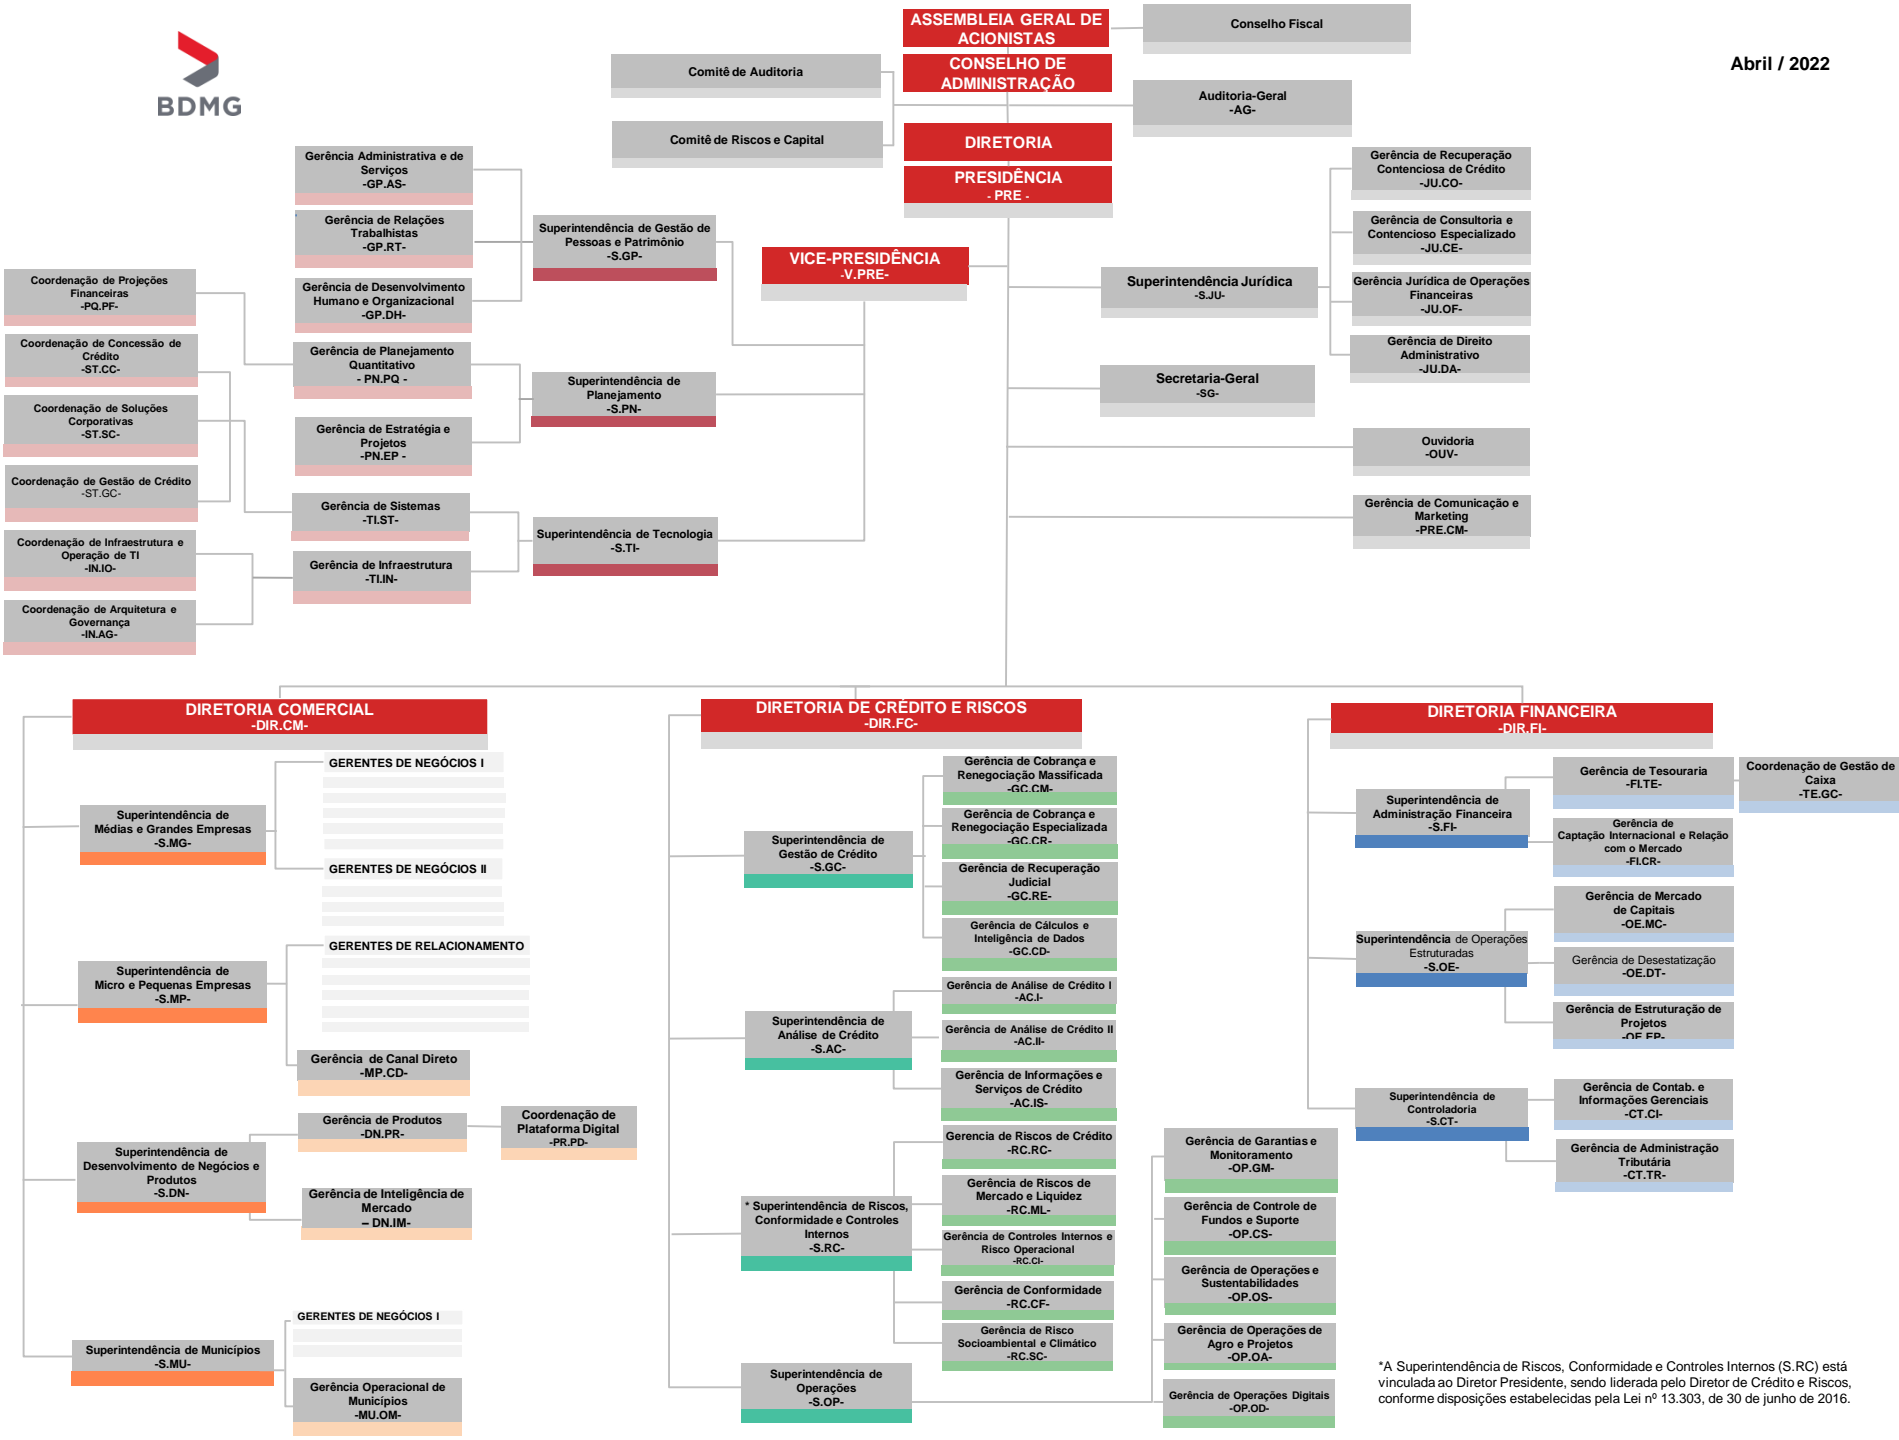 BDMG
Abril / 2022
ASSEMBLEIA GERAL DE
ACIONISTAS
Conselho Fiscal
CONSELHO DE
ADMINISTRAÇÃO
Comitê de Auditoria
Auditoria-Geral
-AG-
Comitê de Riscos e Capital
DIRETORIA
PRESIDÊNCIA
- PRE -
VICE-PRESIDÊNCIA
-V.PRE-
Gerência Administrativa e de
Serviços
-GP.AS-
Gerência de Relações
Trabalhistas
-GP.RT-
Gerência de Desenvolvimento
Humano e Organizacional
-GP.DH-
Superintendência de Gestão de
Pessoas e Patrimônio
-S.GP-
Coordenação de Projeções
Financeiras
-PQ.PF-
Coordenação de Concessão de
Crédito
-ST.CC-
Coordenação de Soluções
Corporativas
-ST.SC-
Coordenação de Gestão de Crédito
-ST.GC-
Coordenação de Infraestrutura e
Operação de TI
-IN.IO-
Coordenação de Arquitetura e
Governança
-IN.AG-
Gerência de Planejamento
Quantitativo
- PN.PQ -
Gerência de Estratégia e
Projetos
-PN.EP -
Superintendência de
Planejamento
-S.PN-
Gerência de Sistemas
-TI.ST-
Gerência de Infraestrutura
-TI.IN-
Superintendência de Tecnologia
-S.TI-
Superintendência Jurídica
-S.JU-
Gerência de Recuperação
Contenciosa de Crédito
-JU.CO-
Gerência de Consultoria e
Contencioso Especializado
-JU.CE-
Gerência Jurídica de Operações
Financeiras
-JU.OF-
Gerência de Direito
Administrativo
-JU.DA-
Secretaria-Geral
-SG-
Ouvidoria
-OUV-
Gerência de Comunicação e
Marketing
-PRE.CM-
DIRETORIA COMERCIAL
-DIR.CM-
GERENTES DE NEGÓCIOS I
Superintendência de
Médias e Grandes Empresas
-S.MG-
GERENTES DE NEGÓCIOS II
GERENTES DE RELACIONAMENTO
Superintendência de
Micro e Pequenas Empresas
-S.MP-
Gerência de Canal Direto
-MP.CD-
Gerência de Produtos
-DN.PR-
Coordenação de
Plataforma Digital
-PR.PD-
Superintendência de
Desenvolvimento de Negócios e
Produtos
-S.DN-
Gerência de Inteligência de
Mercado
– DN.IM-
GERENTES DE NEGÓCIOS I
Superintendência de Municípios
-S.MU-
Gerência Operacional de
Municípios
-MU.OM-
DIRETORIA DE CRÉDITO E RISCOS
-DIR.FC-
Gerência de Cobrança e
Renegociação Massificada
-GC.CM-
Gerência de Cobrança e
Renegociação Especializada
-GC.CR-
Superintendência de
Gestão de Crédito
-S.GC-
Gerência de Recuperação
Judicial
-GC.RE-
Gerência de Cálculos e
Inteligência de Dados
-GC.CD-
Gerência de Análise de Crédito I
-AC.I-
Superintendência de
Análise de Crédito
-S.AC-
Gerência de Análise de Crédito II
-AC.II-
Gerência de Informações e
Serviços de Crédito
-AC.IS-
Gerencia de Riscos de Crédito
-RC.RC-
Gerência de Riscos de
Mercado e Liquidez
-RC.ML-
* Superintendência de Riscos,
Conformidade e Controles
Internos
-S.RC-
Gerência de Controles Internos e
Risco Operacional
-RC.CI-
Gerência de Conformidade
-RC.CF-
Gerência de Risco
Socioambiental e Climático
-RC.SC-
Superintendência de
Operações
-S.OP-
Gerência de Garantias e
Monitoramento
-OP.GM-
Gerência de Controle de
Fundos e Suporte
-OP.CS-
Gerência de Operações e
Sustentabilidades
-OP.OS-
Gerência de Operações de
Agro e Projetos
-OP.OA-
Gerência de Operações Digitais
-OP.OD-
DIRETORIA FINANCEIRA
-DIR.FI-
Gerência de Tesouraria
-FI.TE-
Coordenação de Gestão de
Caixa
-TE.GC-
Superintendência de
Administração Financeira
-S.FI-
Gerência de
Captação Internacional e Relação
com o Mercado
-FI.CR-
Gerência de Mercado
de Capitais
-OE.MC-
Superintendência de Operações
Estruturadas
-S.OE-
Gerência de Desestatização
-OE.DT-
Gerência de Estruturação de
Projetos
-OE.EP-
Superintendência de
Controladoria
-S.CT-
Gerência de Contab. e
Informações Gerenciais
-CT.CI-
Gerência de Administração
Tributária
-CT.TR-
*A Superintendência de Riscos, Conformidade e Controles Internos (S.RC) está
vinculada ao Diretor Presidente, sendo liderada pelo Diretor de Crédito e Riscos,
conforme disposições estabelecidas pela Lei nº 13.303, de 30 de junho de 2016.